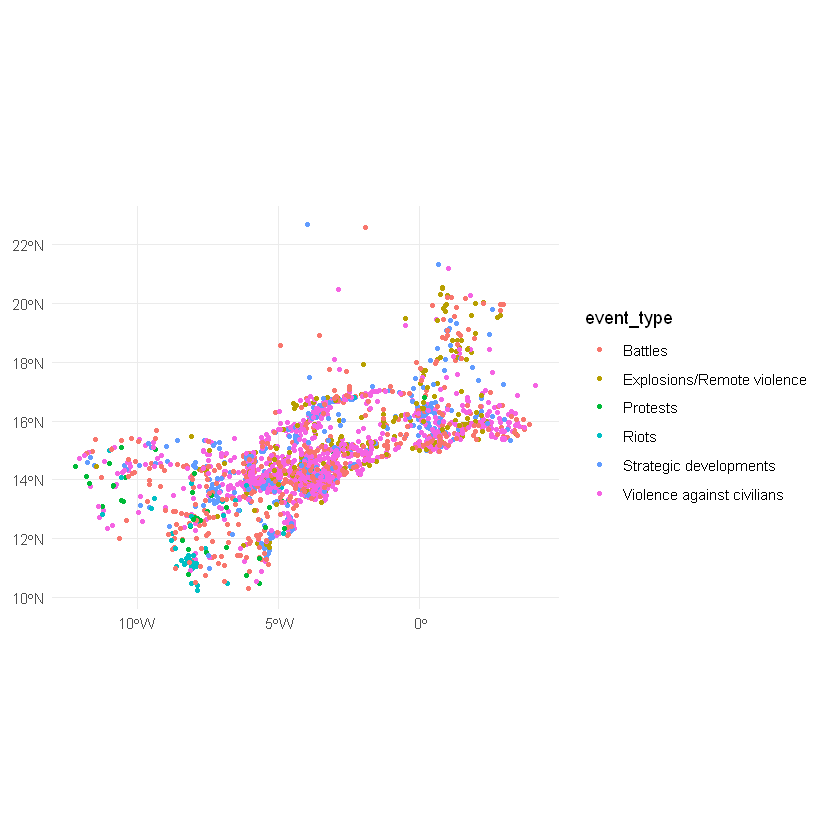 22°N
20°N
18°N
16°N
14°N
12°N
10°N
10°W
5°W
0°
event_type
Battles
Explosions/Remote violence
Protests
Riots
Strategic developments
Violence against civilians